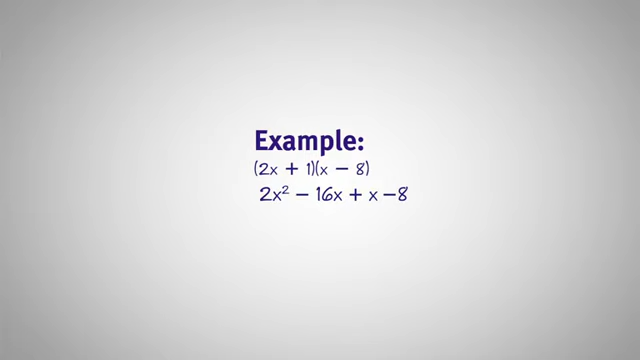 Example:
(2x + 1)(x − 8)
2x² − 16x + x −8